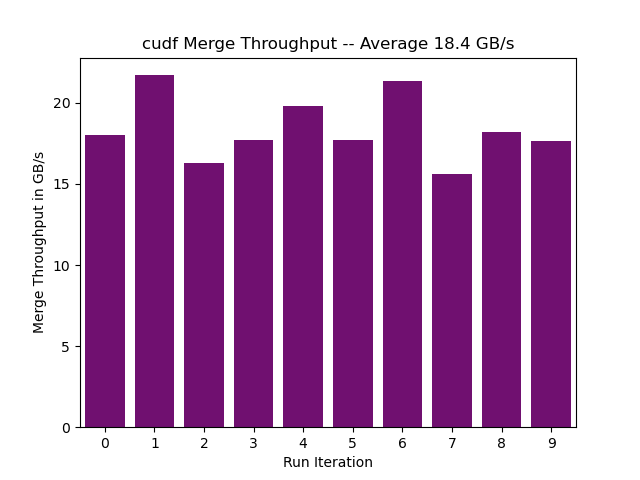 cudf Merge Throughput -- Average 18.4 GB/s
Merge Throughput in GB/s
20
15
10
5
0
0 1 2 3 4 5 6 7 8 9
Run Iteration